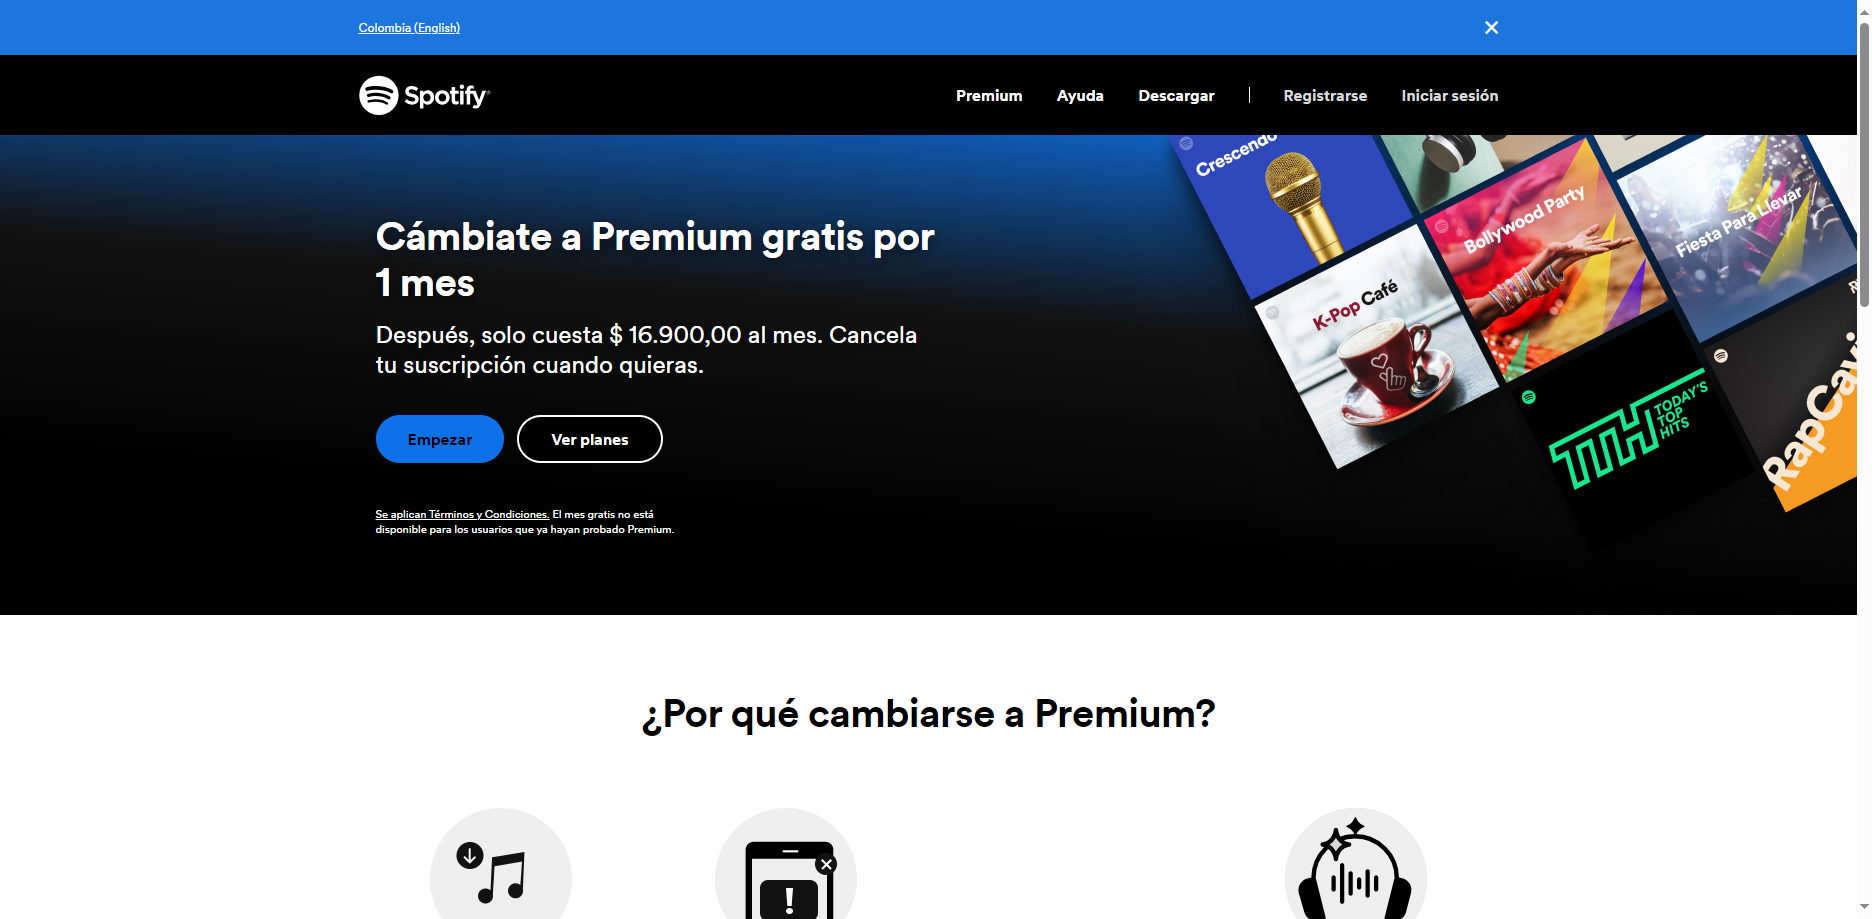 Colombia (English)
Spotify
Premium
Ayuda
Descargar
Registrarse
Iniciar sesión
Cámbiate a Premium gratis por
1 mes
Después, solo cuesta $ 16.900,00 al mes. Cancela
tu suscripción cuando quieras.
Empezar
Ver planes
Se aplican Términos y Condiciones. El mes gratis no está
disponible para los usuarios que ya hayan probado Premium.
Crescendo
Bollywood Party
Fiesta Para Llevar
K-Pop Café
TTH
TODAY'S
TOP
HITS
¿Por qué cambiarse a Premium?